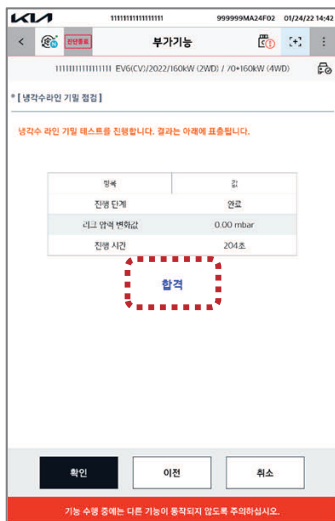 KIA 1111111111111111 999999MA24F02 01/24/22 14:42
진단종료 부가기능
11111111111111111 EV6(CV)/2022/160kW (2WD) / 70+160kW (4WD)
* [ 냉각수라인 기밀 점검 ]
냉각수 라인 기밀 테스트를 진행합니다. 결과는 아래에 표출됩니다.
항목 값
진행 단계 완료
리크 압력 변화값 0.00 mbar
진행 시간 204초
합격
확인 이전 취소
기능 수행 중에는 다른 기능이 동작되지 않도록 주의하십시오.